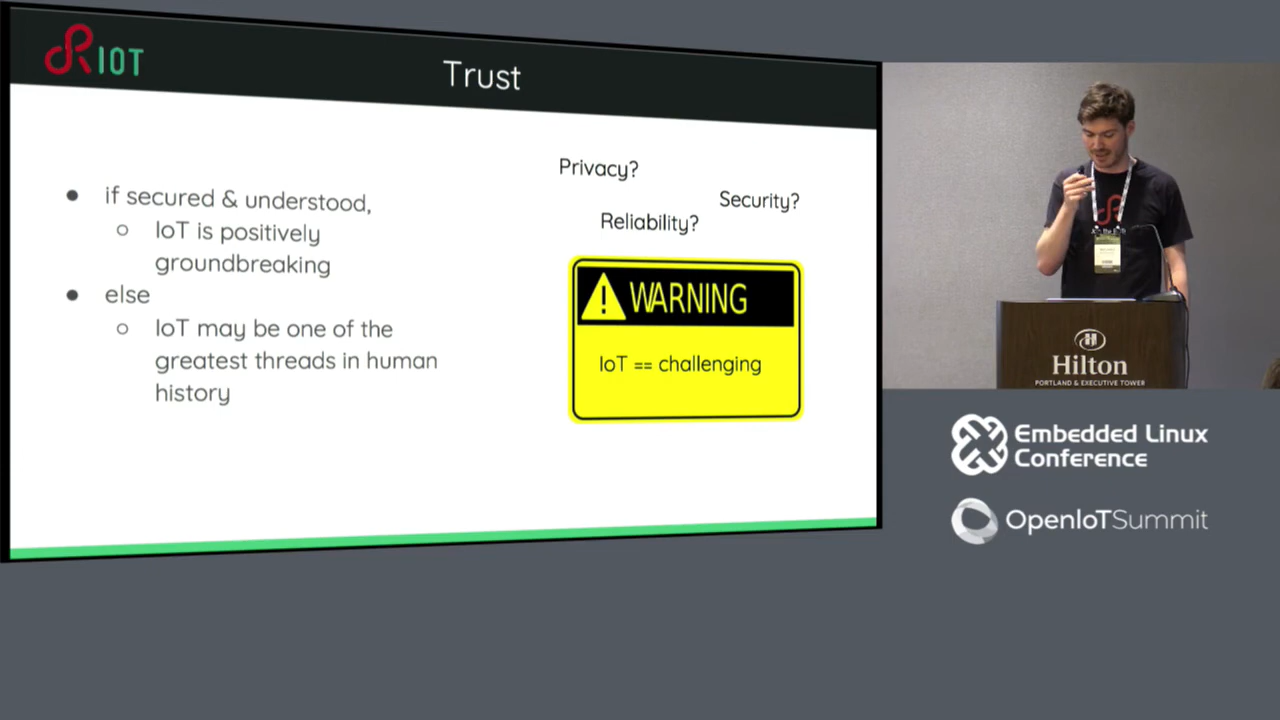 RIOT
Trust
if secured & understood,
IoT is positively
groundbreaking
else
IoT may be one of the
greatest threads in human
history
Privacy?
Security?
Reliability?
WARNING
IoT == challenging
Hilton
PORTLAND & EXECUTIVE TOWER
Embedded Linux
Conference
OpenIoTSummit